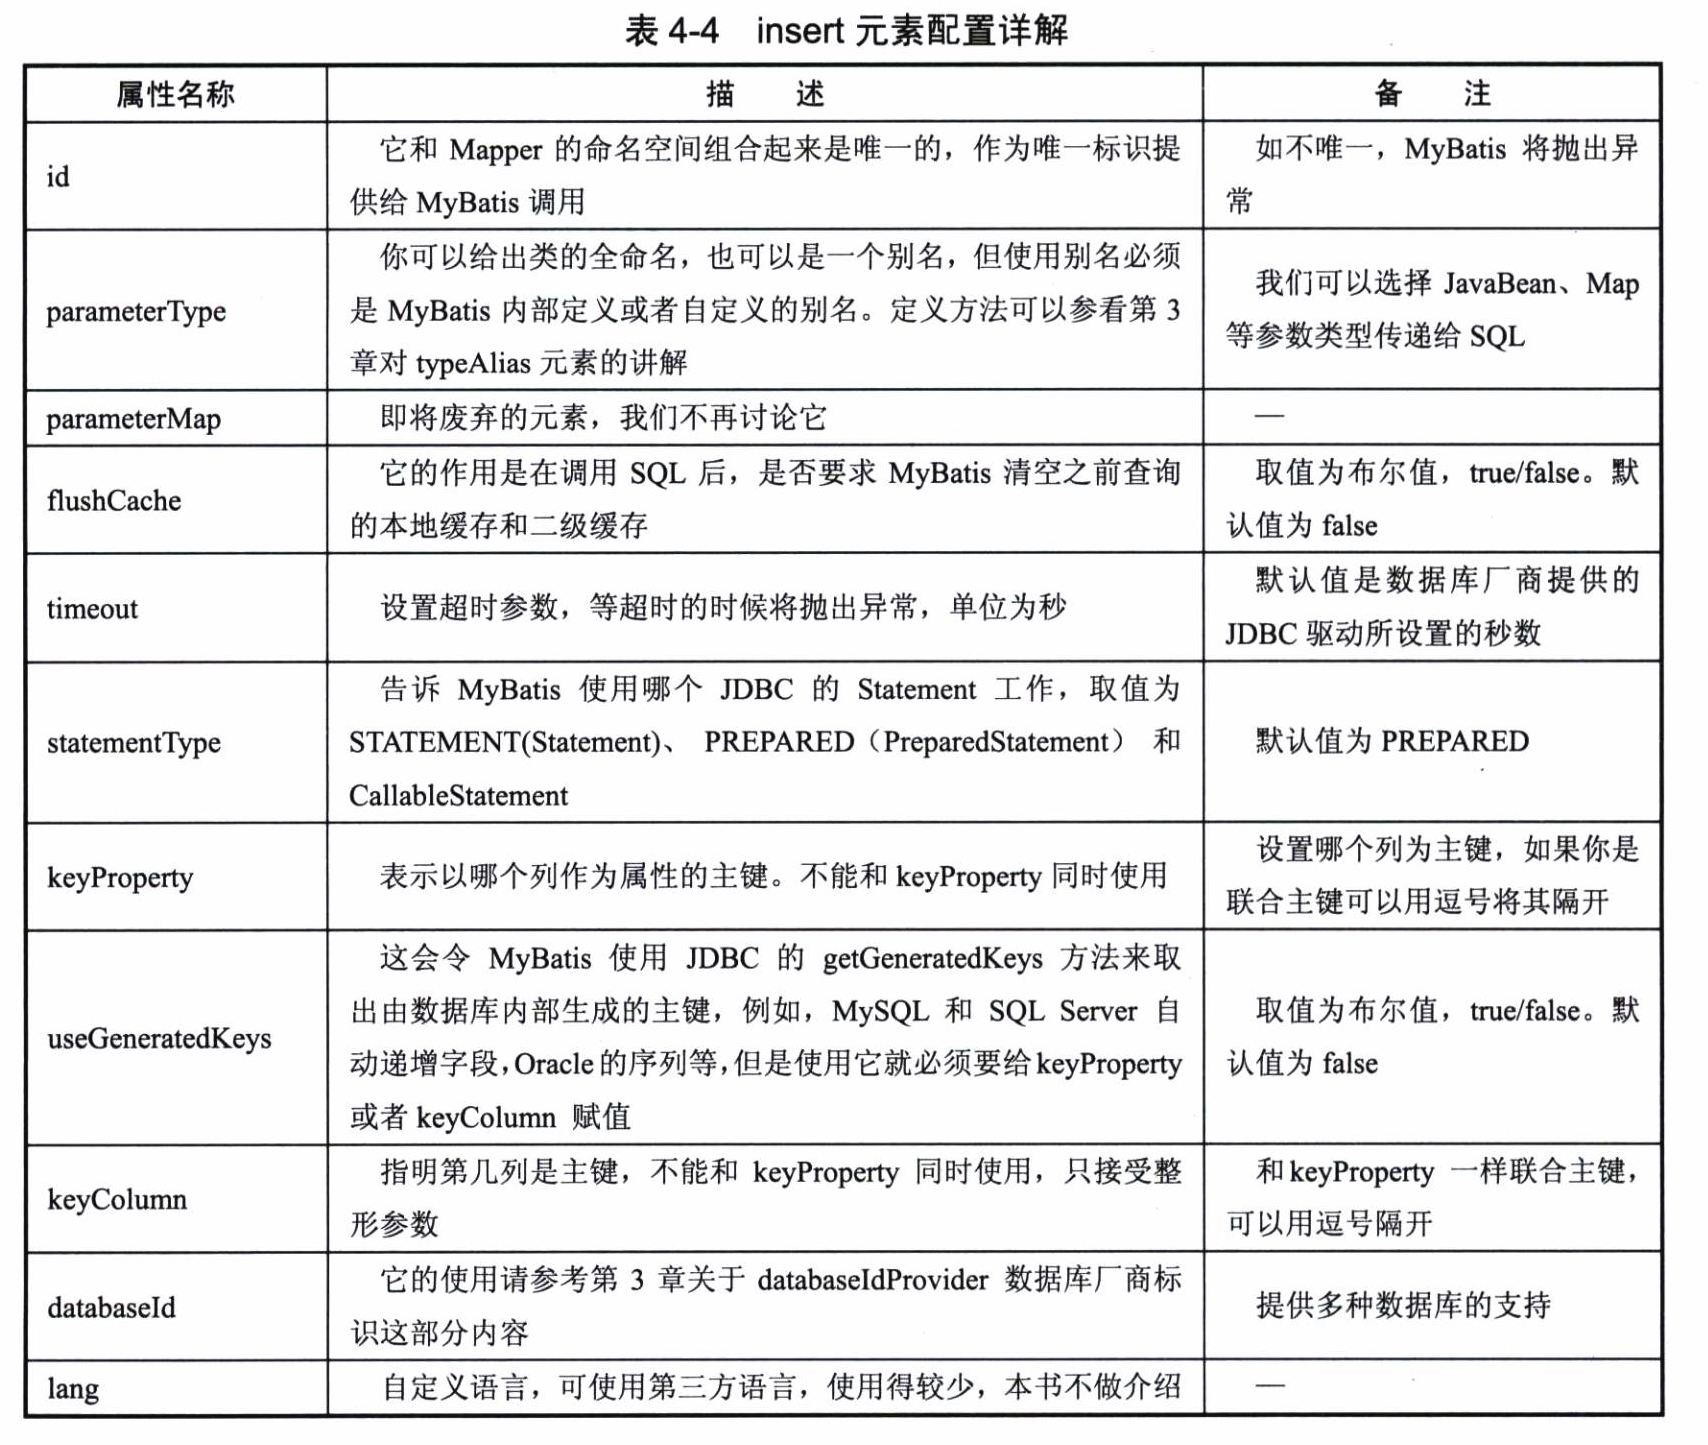 表 4-4 insert 元素配置详解
属性名称 描 述 备 注
id
它和 Mapper 的命名空间组合起来是唯一的，作为唯一标识提
供给 MyBatis 调用
如不唯一，MyBatis 将抛出异
常
parameterType
你可以给出类的全命名，也可以是一个别名，但使用别名必须
是 MyBatis 内部定义或者自定义的别名。定义方法可以参看第 3
章对 typeAlias 元素的讲解
我们可以选择 JavaBean、Map
等参数类型传递给 SQL
parameterMap
即将废弃的元素，我们不再讨论它
—
flushCache
它的作用是在调用 SQL 后，是否要求 MyBatis 清空之前查询
的本地缓存和二级缓存
取值为布尔值，true/false。默
认值为 false
timeout
设置超时参数，等超时的时候将抛出异常，单位为秒
默认值是数据库厂商提供的
JDBC 驱动所设置的秒数
statementType
告诉 MyBatis 使用哪个 JDBC 的 Statement 工作，取值为
STATEMENT(Statement)、 PREPARED（PreparedStatement） 和
CallableStatement
默认值为 PREPARED
keyProperty
表示以哪个列作为属性的主键。不能和 keyProperty 同时使用
设置哪个列为主键，如果你是
联合主键可以用逗号将其隔开
useGeneratedKeys
这会令 MyBatis 使用 JDBC 的 getGeneratedKeys 方法来取
出由数据库内部生成的主键，例如，MySQL 和 SQL Server 自
动递增字段，Oracle 的序列等，但是使用它就必须要给 keyProperty
或者 keyColumn 赋值
取值为布尔值，true/false。默
认值为 false
keyColumn
指明第几列是主键，不能和 keyProperty 同时使用，只接受整
形参数
和 keyProperty 一样联合主键，
可以用逗号隔开
databaseId
它的使用请参考第 3 章关于 databaseIdProvider 数据库厂商标
识这部分内容
提供多种数据库的支持
lang
自定义语言，可使用第三方语言，使用得较少，本书不做介绍
—